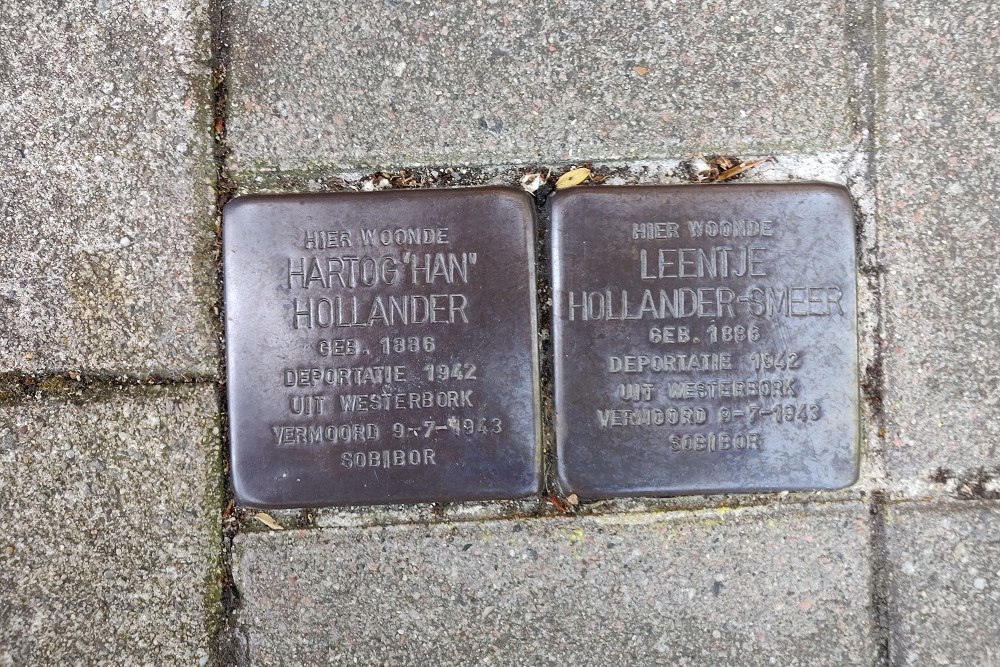 HIER WOONDE
HARTOG "HAN"
HOLLANDER
GEB. 1886
DEPORTATIE 1942
UIT WESTERBORK
VERMOORD 9-7-1943
SOBIBOR
HIER WOONDE
LEENTJE
HOLLANDER-SMEER
GEB. 1886
DEPORTATIE 1942
UIT WESTERBORK
VERMOORD 9-7-1943
SOBIBOR